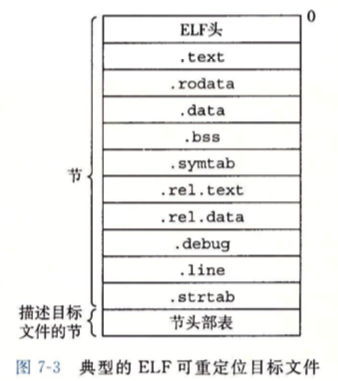 0
ELF头
.text
.rodata
.data
.bss
.symtab
.rel.text
.rel.data
.debug
.line
.strtab
节头部表
节
描述目标
文件的节
图 7-3 典型的 ELF 可重定位目标文件